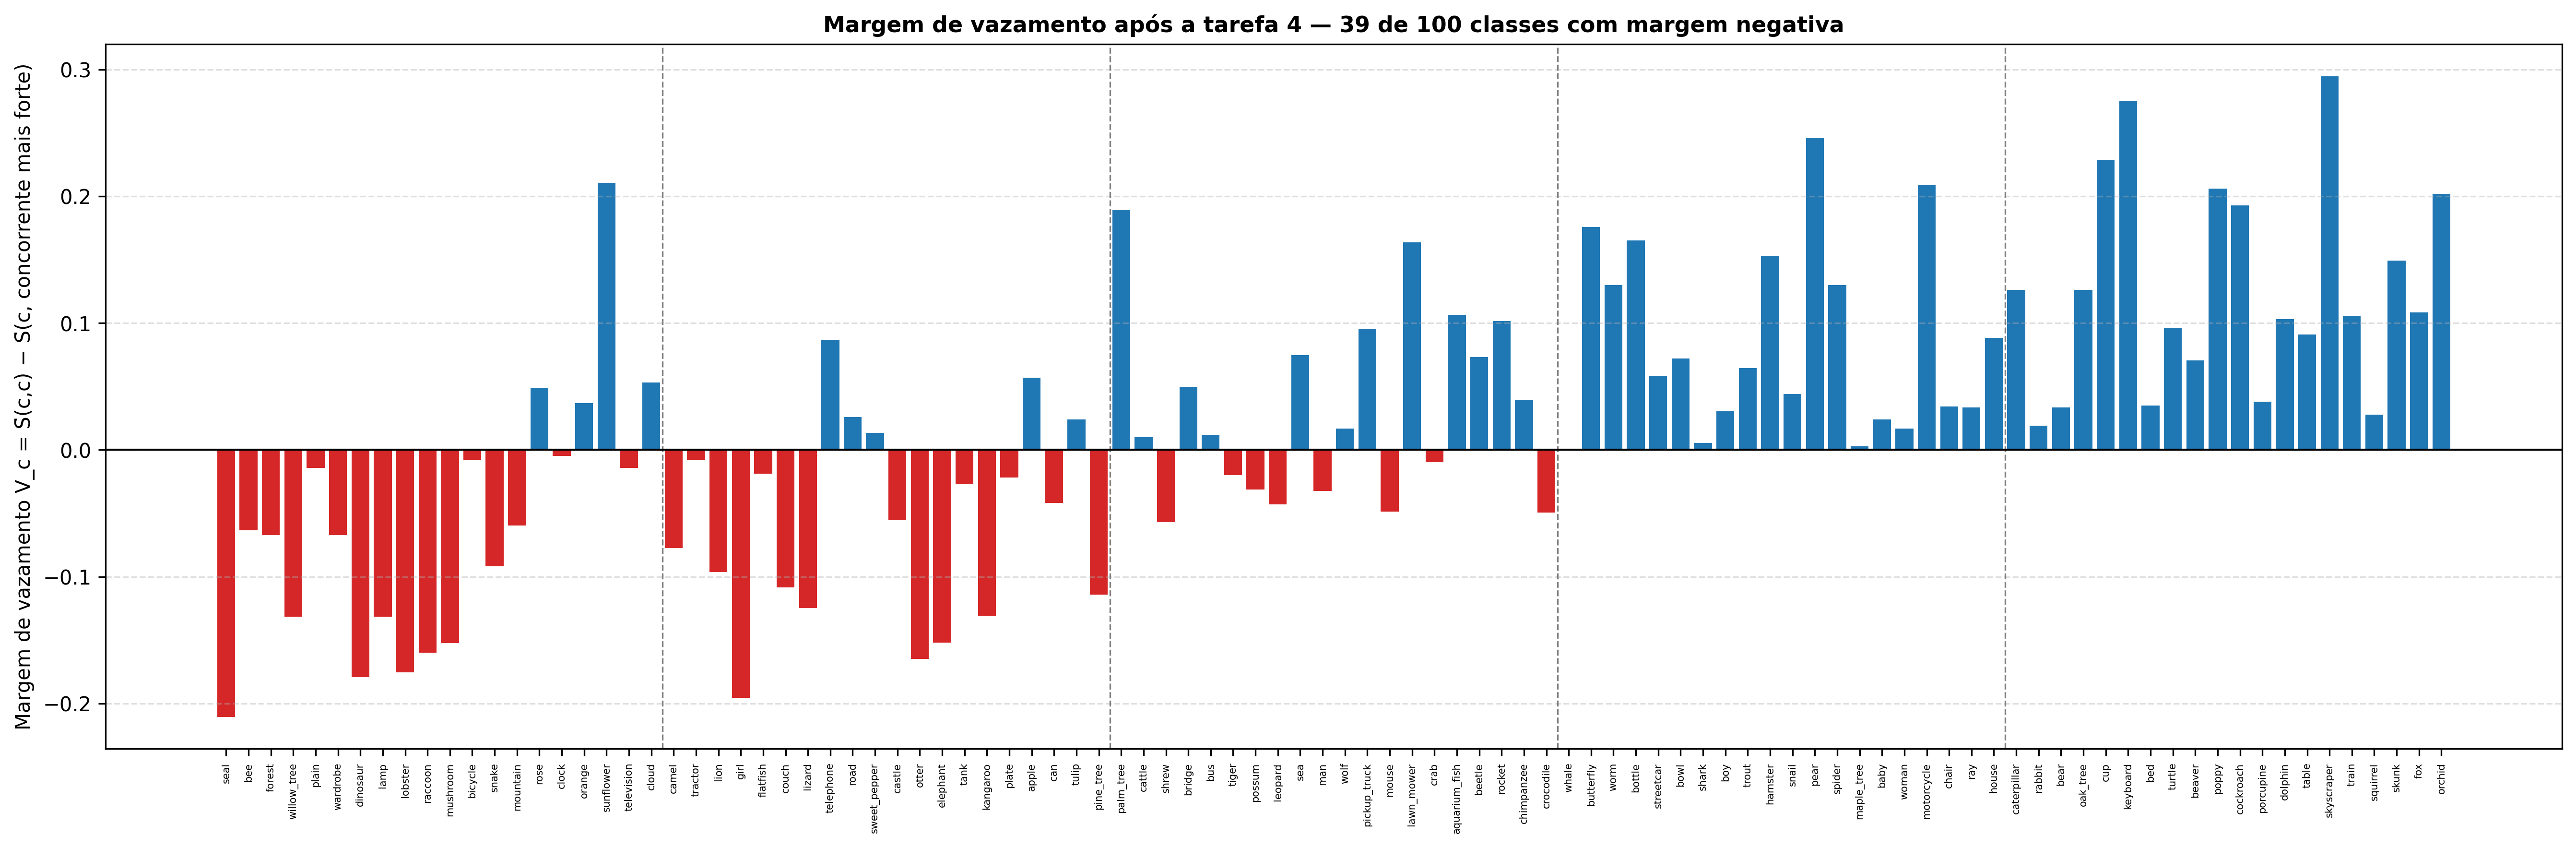 Margem de vazamento após a tarefa 4 — 39 de 100 classes com margem negativa
Margem de vazamento V_c = S(c,c) − S(c, concorrente mais forte)
0.3
0.2
0.1
0.0
−0.1
−0.2
seal
bee
forest
willow_tree
plain
wardrobe
dinosaur
lamp
lobster
raccoon
mushroom
bicycle
snake
mountain
rose
clock
orange
sunflower
television
cloud
camel
tractor
lion
girl
flatfish
couch
lizard
telephone
road
sweet_pepper
castle
otter
elephant
tank
kangaroo
plate
apple
can
tulip
pine_tree
palm_tree
cattle
shrew
bridge
bus
tiger
possum
leopard
sea
man
wolf
pickup_truck
mouse
lawn_mower
crab
aquarium_fish
beetle
rocket
chimpanzee
crocodile
whale
butterfly
worm
bottle
streetcar
bowl
shark
boy
trout
hamster
snail
pear
spider
maple_tree
baby
woman
motorcycle
chair
ray
house
caterpillar
rabbit
bear
oak_tree
cup
keyboard
bed
turtle
beaver
poppy
cockroach
porcupine
dolphin
table
skyscraper
train
squirrel
skunk
fox
orchid